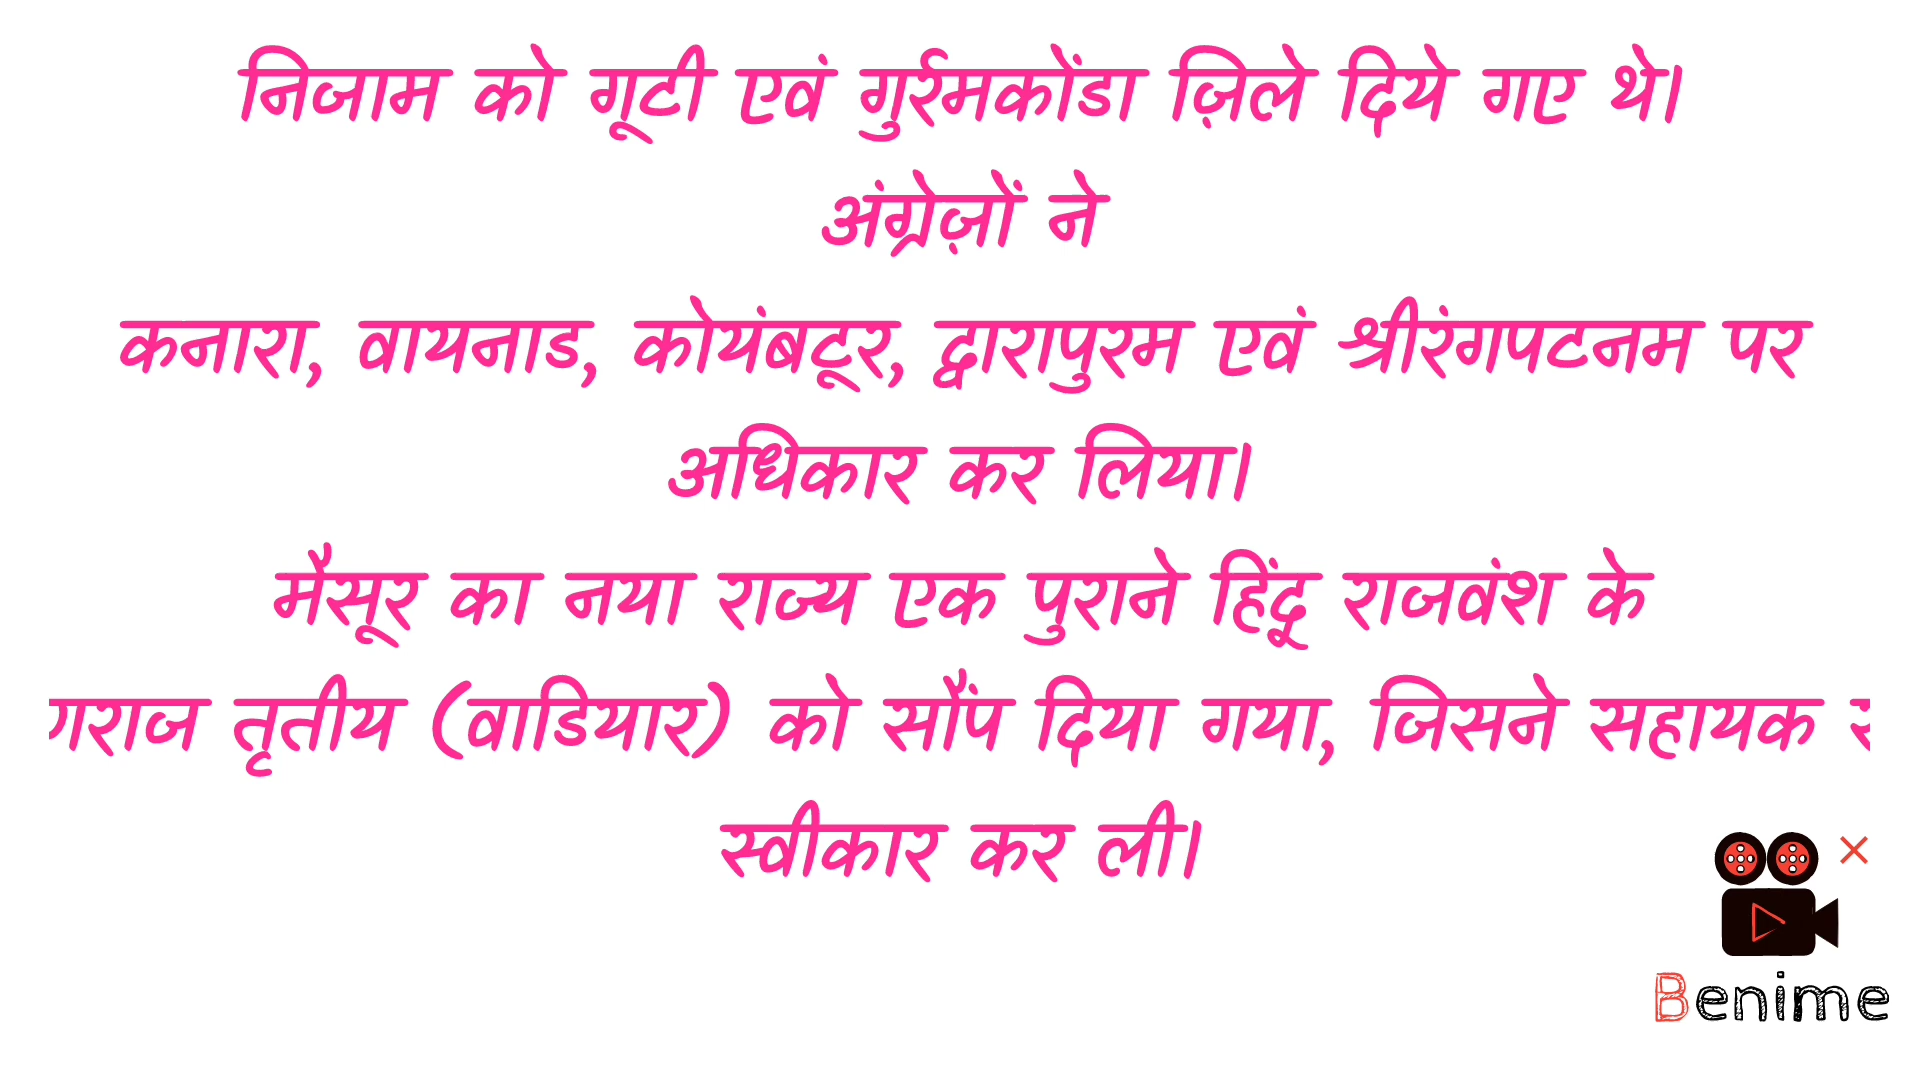 निजाम को गूटी एवं गुर्रमकोंडा ज़िले दिये गए थे।
अंग्रेज़ों ने
कनारा, वायनाड, कोयंबटूर, द्वारापुरम एवं श्रीरंगपटनम पर
अधिकार कर लिया।
मैसूर का नया राज्य एक पुराने हिंदू राजवंश के
गराज तृतीय (वाडियार) को सौंप दिया गया, जिसने सहायक
स्वीकार कर ली।
Benime